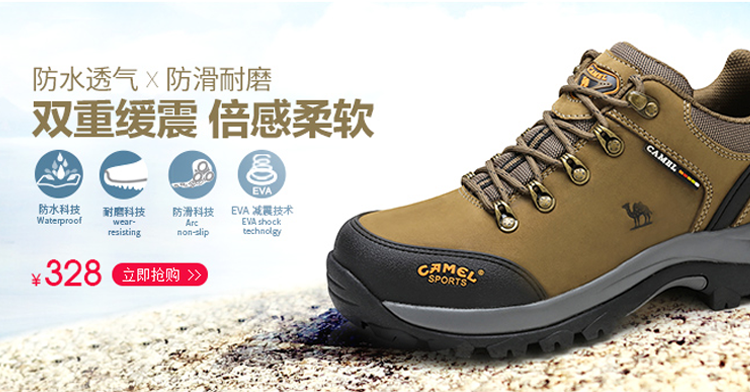 防水透气 × 防滑耐磨
双重缓震 倍感柔软
EVA
防水科技
Waterproof
耐磨科技
wear-
resisting
防滑科技
Arc
non-slip
EVA 减震技术
EVA shock
technolgy
¥328 立即抢购 >>
CAMEL
CAMEL®
SPORTS